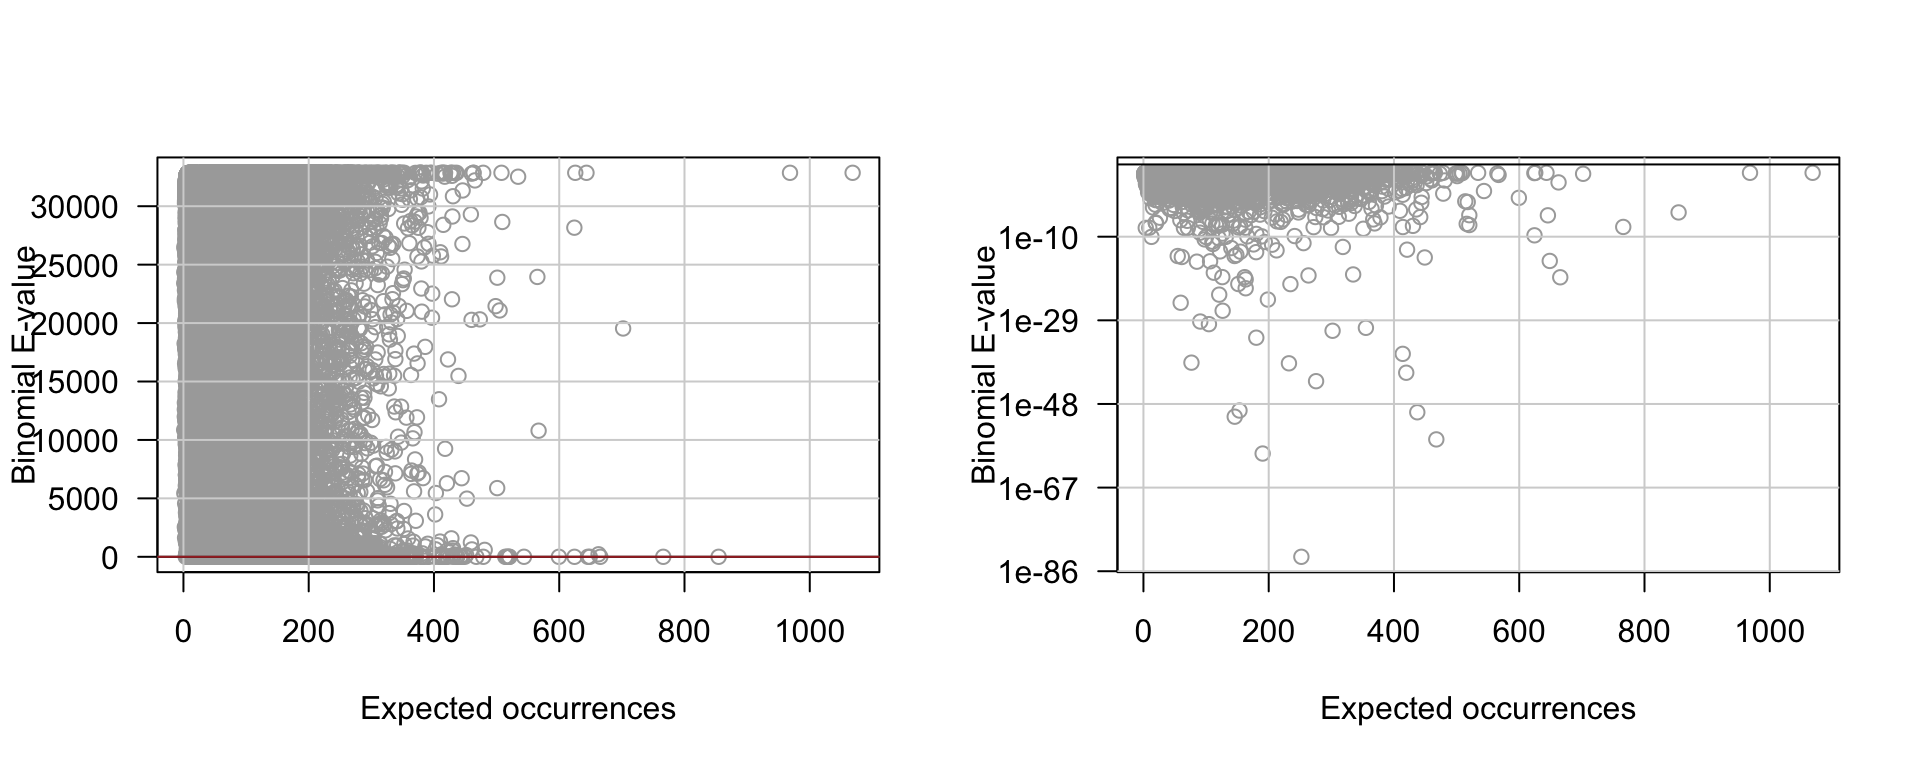 Binomial E-value
30000
25000
20000
15000
10000
5000
0
0 200 400 600 800 1000
Expected occurrences
Binomial E-value
1e-10
1e-29
1e-48
1e-67
1e-86
0 200 400 600 800 1000
Expected occurrences